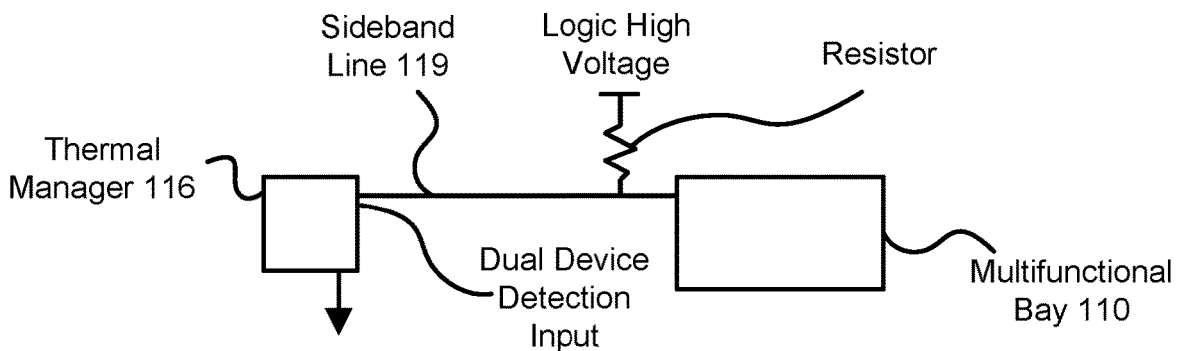 Sideband
Line 119
Logic High
Voltage
Resistor
Thermal
Manager 116
Dual Device
Detection
Input
Multifunctional
Bay 110